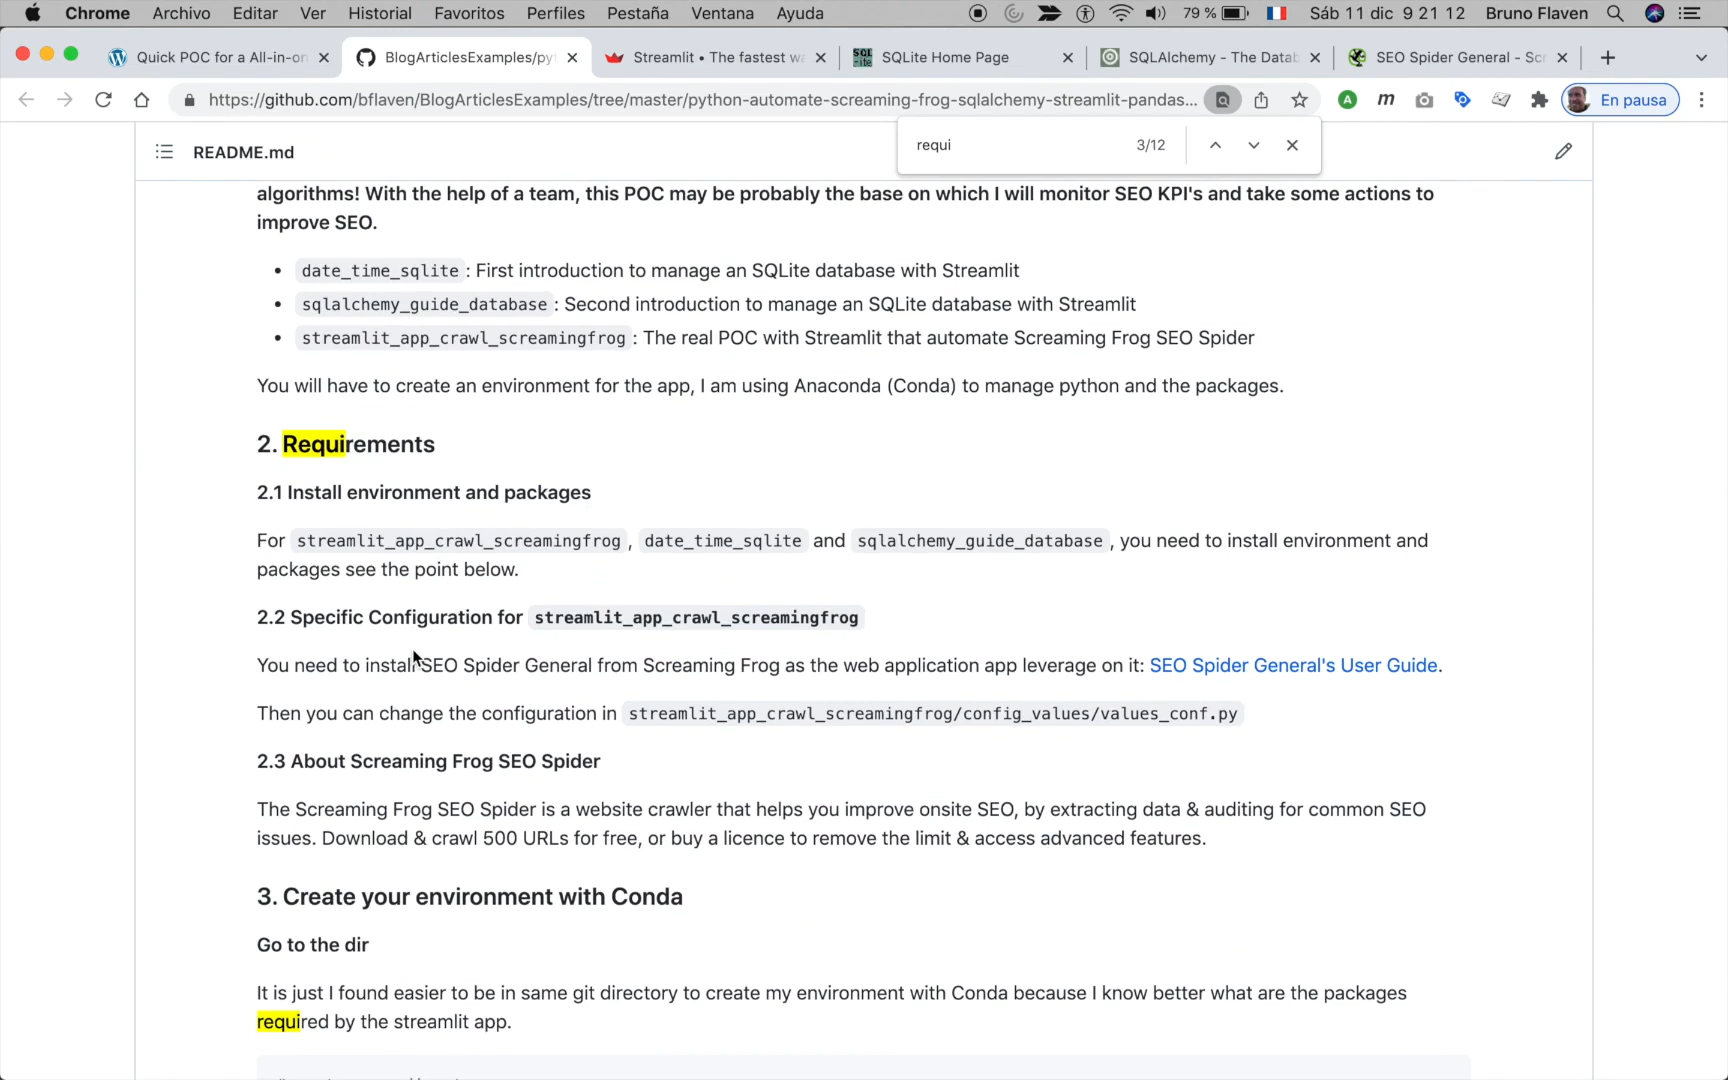 Chrome Archivo Editar Ver Historial Favoritos Perfiles Pestaña Ventana Ayuda 79 % Sáb 11 dic 9 21 12 Bruno Flaven
Quick POC for a All-in-on BlogArticlesExamples/pyt Streamlit • The fastest wa SQLite Home Page SQLAlchemy - The Datab SEO Spider General - Scr
https://github.com/bflaven/BlogArticlesExamples/tree/master/python-automate-screaming-frog-sqlalchemy-streamlit-pandas... En pausa
requi 3/12
README.md
algorithms! With the help of a team, this POC may be probably the base on which I will monitor SEO KPI's and take some actions to
improve SEO.
• date_time_sqlite : First introduction to manage an SQLite database with Streamlit
• sqlalchemy_guide_database : Second introduction to manage an SQLite database with Streamlit
• streamlit_app_crawl_screamingfrog : The real POC with Streamlit that automate Screaming Frog SEO Spider
You will have to create an environment for the app, I am using Anaconda (Conda) to manage python and the packages.
2. Requirements
2.1 Install environment and packages
For streamlit_app_crawl_screamingfrog , date_time_sqlite and sqlalchemy_guide_database , you need to install environment and
packages see the point below.
2.2 Specific Configuration for streamlit_app_crawl_screamingfrog
You need to install SEO Spider General from Screaming Frog as the web application app leverage on it: SEO Spider General's User Guide.
Then you can change the configuration in streamlit_app_crawl_screamingfrog/config_values/values_conf.py
2.3 About Screaming Frog SEO Spider
The Screaming Frog SEO Spider is a website crawler that helps you improve onsite SEO, by extracting data & auditing for common SEO
issues. Download & crawl 500 URLs for free, or buy a licence to remove the limit & access advanced features.
3. Create your environment with Conda
Go to the dir
It is just I found easier to be in same git directory to create my environment with Conda because I know better what are the packages
required by the streamlit app.